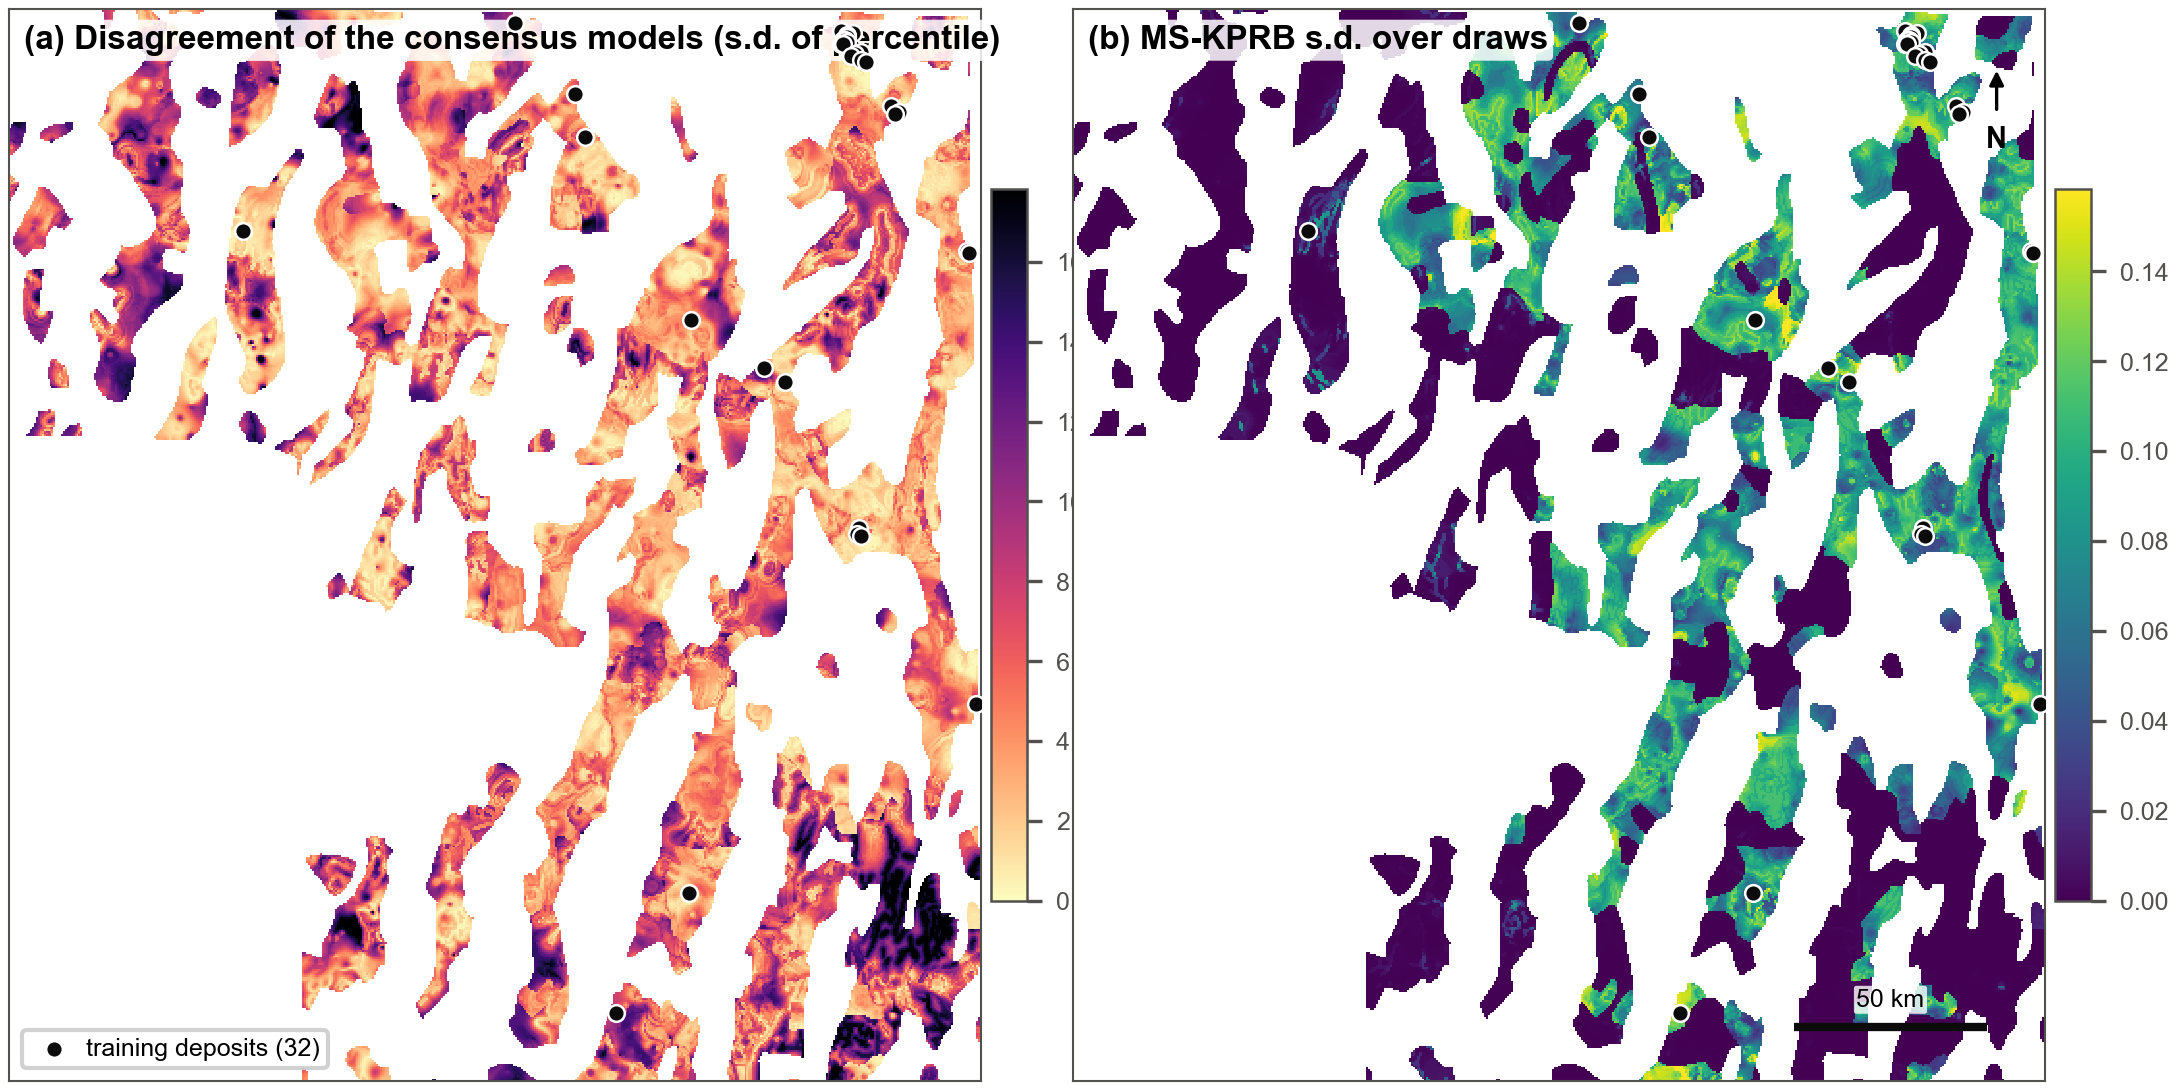 (a) Disagreement of the consensus models (s.d. of percentile)
(b) MS-KPRB s.d. over draws
N
8
6
4
2
0
0.14
0.12
0.10
0.08
0.06
0.04
0.02
0.00
50 km
training deposits (32)